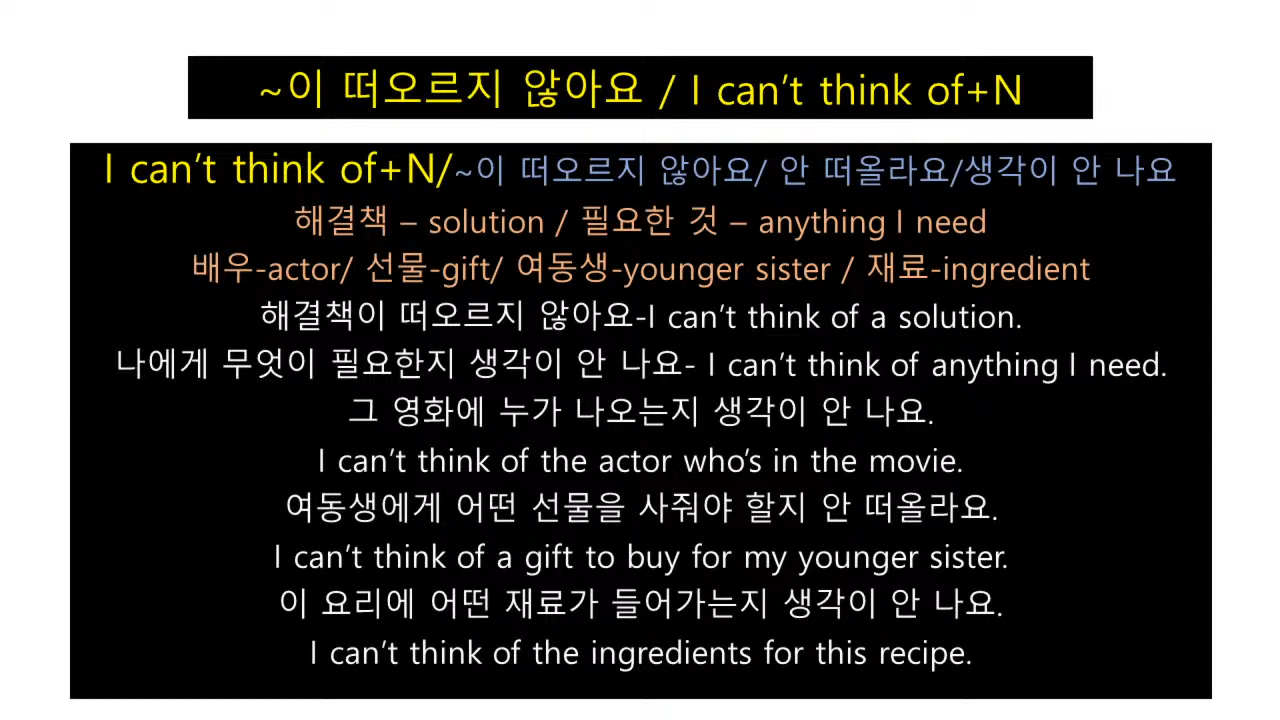 ~이 떠오르지 않아요 / I can’t think of+N
I can’t think of+N/~이 떠오르지 않아요/ 안 떠올라요/생각이 안 나요
해결책 – solution / 필요한 것 – anything I need
배우-actor/ 선물-gift/ 여동생-younger sister / 재료-ingredient
해결책이 떠오르지 않아요-I can’t think of a solution.
나에게 무엇이 필요한지 생각이 안 나요- I can’t think of anything I need.
그 영화에 누가 나오는지 생각이 안 나요.
I can’t think of the actor who’s in the movie.
여동생에게 어떤 선물을 사줘야 할지 안 떠올라요.
I can’t think of a gift to buy for my younger sister.
이 요리에 어떤 재료가 들어가는지 생각이 안 나요.
I can’t think of the ingredients for this recipe.